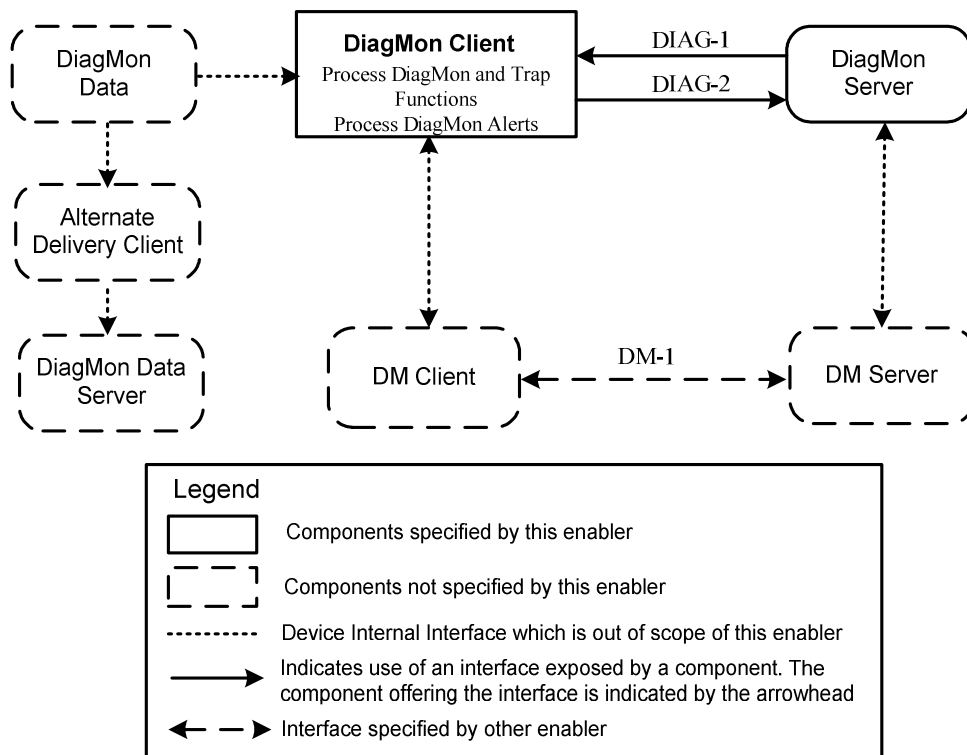 DiagMon
Data
DiagMon Client
Process DiagMon and Trap
Functions
Process DiagMon Alerts
DIAG-1
DIAG-2
DiagMon
Server
Alternate
Delivery Client
DiagMon Data
Server
DM Client
DM-1
DM Server
Legend
Components specified by this enabler
Components not specified by this enabler
Device Internal Interface which is out of scope of this enabler
Indicates use of an interface exposed by a component. The
component offering the interface is indicated by the arrowhead
Interface specified by other enabler